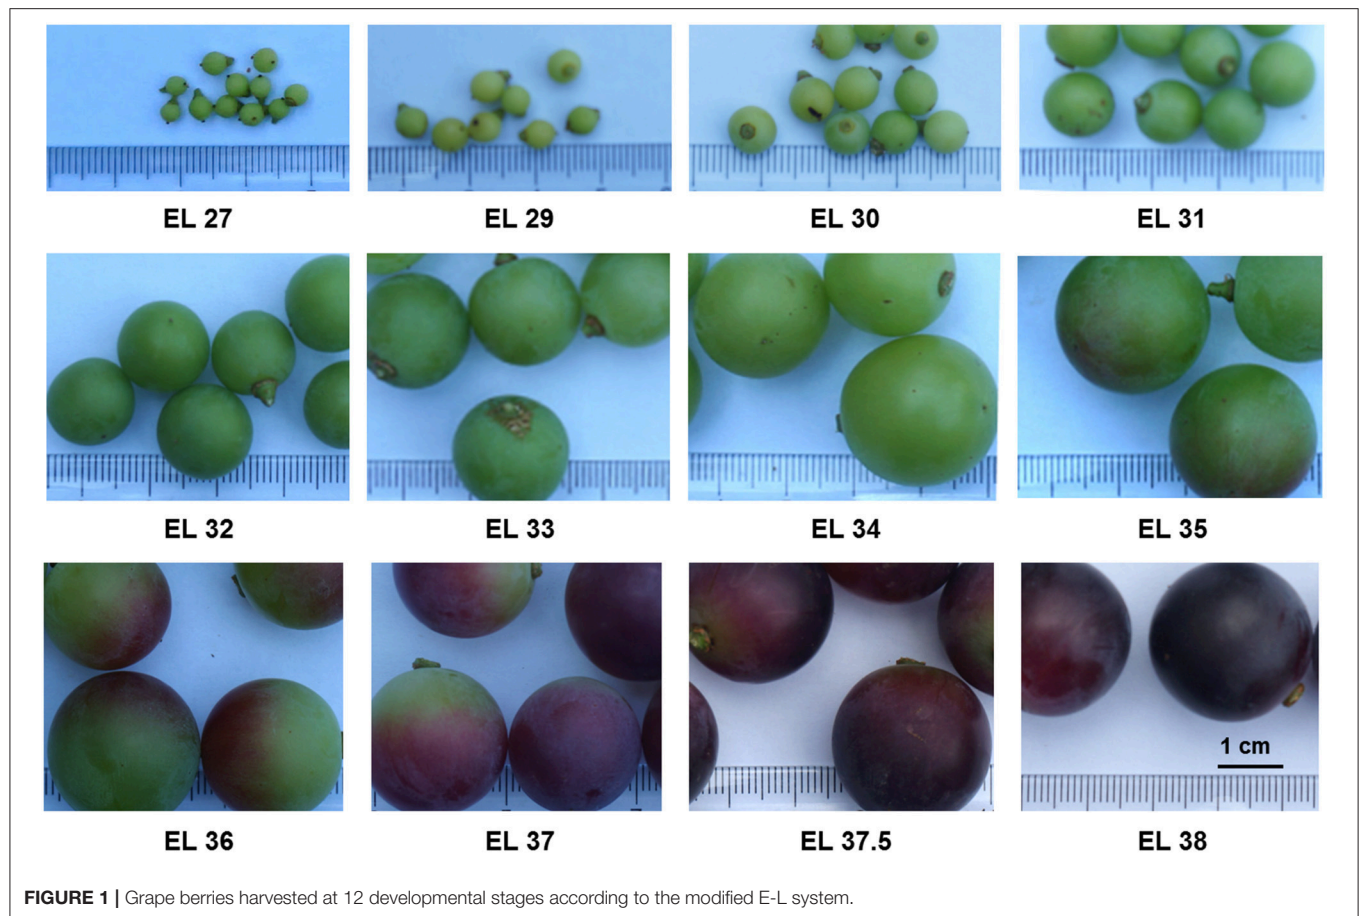 EL 27 EL 29 EL 30 EL 31
EL 32 EL 33 EL 34 EL 35
1 cm
EL 36 EL 37 EL 37.5 EL 38
FIGURE 1 | Grape berries harvested at 12 developmental stages according to the modified E-L system.